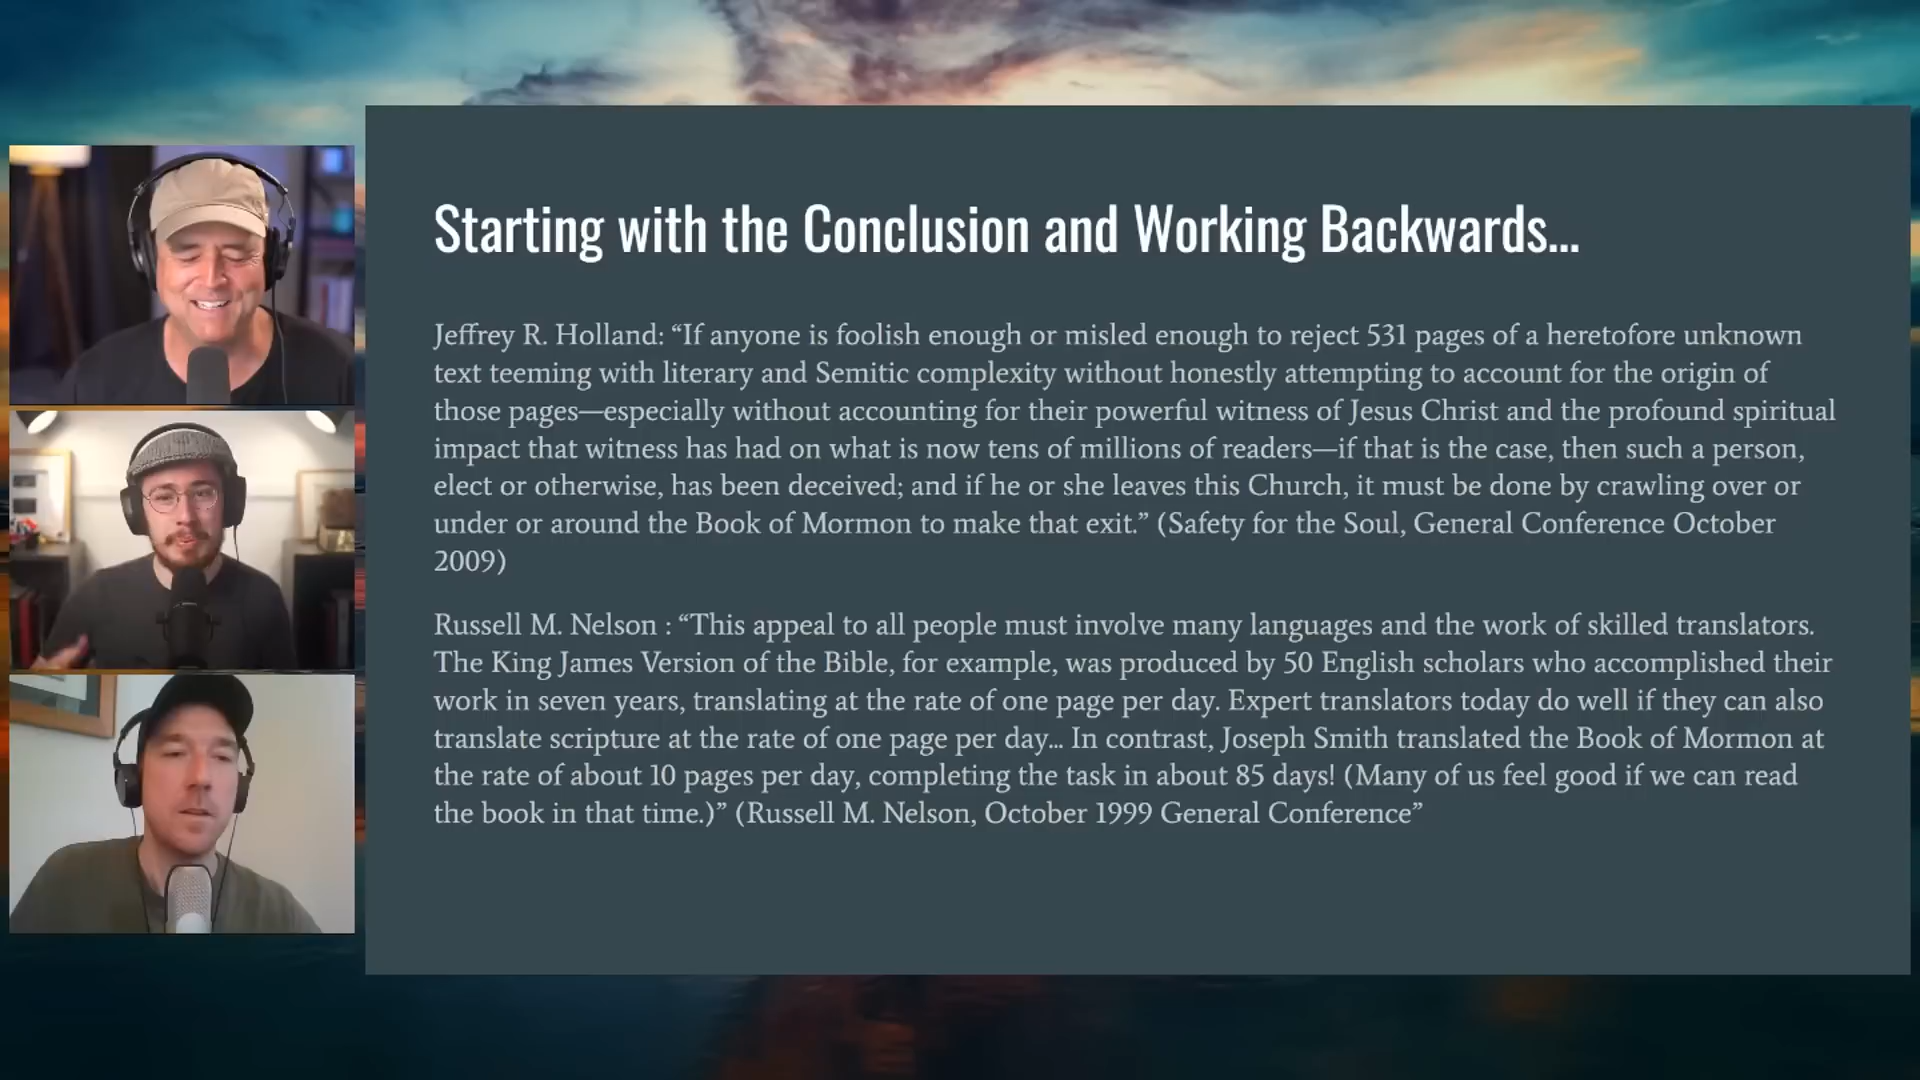 Starting with the Conclusion and Working Backwards...
Jeffrey R. Holland: “If anyone is foolish enough or misled enough to reject 531 pages of a heretofore unknown
text teeming with literary and Semitic complexity without honestly attempting to account for the origin of
those pages—especially without accounting for their powerful witness of Jesus Christ and the profound spiritual
impact that witness has had on what is now tens of millions of readers—if that is the case, then such a person,
elect or otherwise, has been deceived; and if he or she leaves this Church, it must be done by crawling over or
under or around the Book of Mormon to make that exit.” (Safety for the Soul, General Conference October
2009)
Russell M. Nelson : “This appeal to all people must involve many languages and the work of skilled translators.
The King James Version of the Bible, for example, was produced by 50 English scholars who accomplished their
work in seven years, translating at the rate of one page per day. Expert translators today do well if they can also
translate scripture at the rate of one page per day... In contrast, Joseph Smith translated the Book of Mormon at
the rate of about 10 pages per day, completing the task in about 85 days! (Many of us feel good if we can read
the book in that time.)” (Russell M. Nelson, October 1999 General Conference”